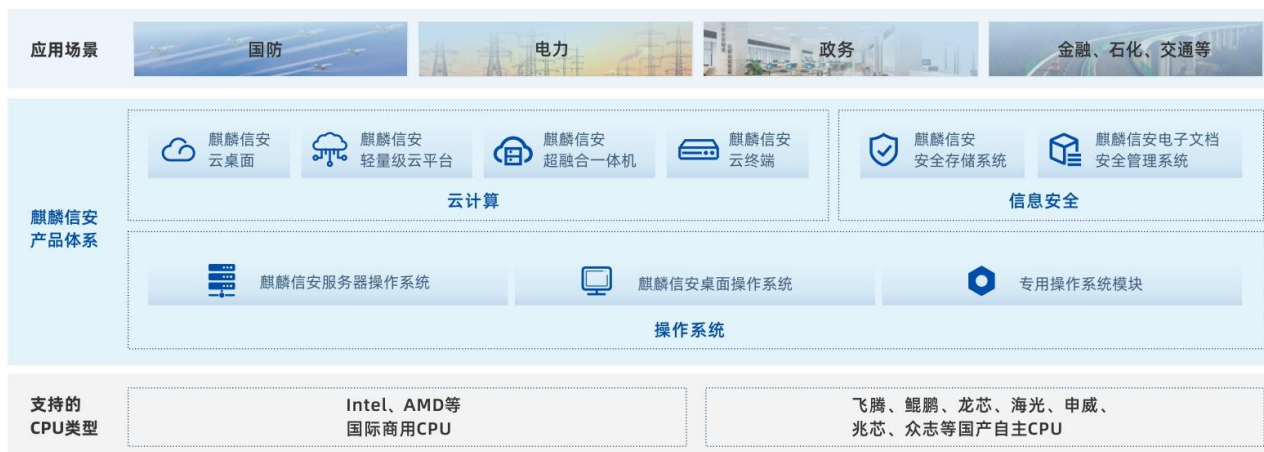 应用场景
国防
电力
政务
金融、石化、交通等
麒麟信安
产品体系
麒麟信安
云桌面
麒麟信安
轻量级云平台
麒麟信安
超融合一体机
麒麟信安
云终端
云计算
麒麟信安
安全存储系统
麒麟信安电子文档
安全管理系统
信息安全
麒麟信安服务器操作系统
麒麟信安桌面操作系统
专用操作系统模块
操作系统
支持的
CPU类型
Intel、AMD等
国际商用CPU
飞腾、鲲鹏、龙芯、海光、申威、
兆芯、众志等国产自主CPU